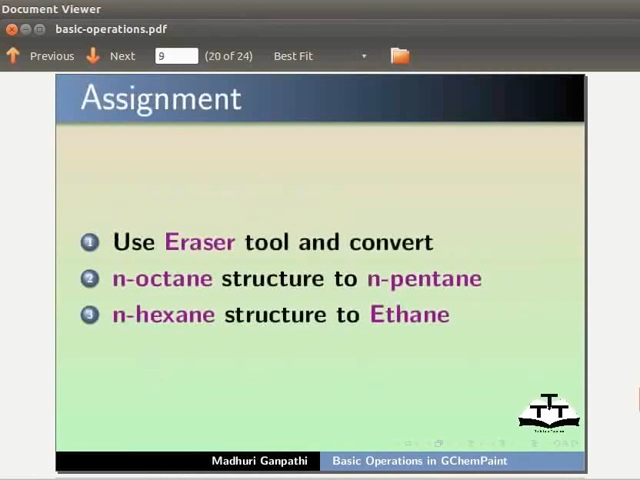 Document Viewer
basic-operations.pdf
Previous Next 9 (20 of 24) Best Fit
Assignment
1 Use Eraser tool and convert
2 n-octane structure to n-pentane
3 n-hexane structure to Ethane
Madhuri Ganpathi Basic Operations in GChemPaint